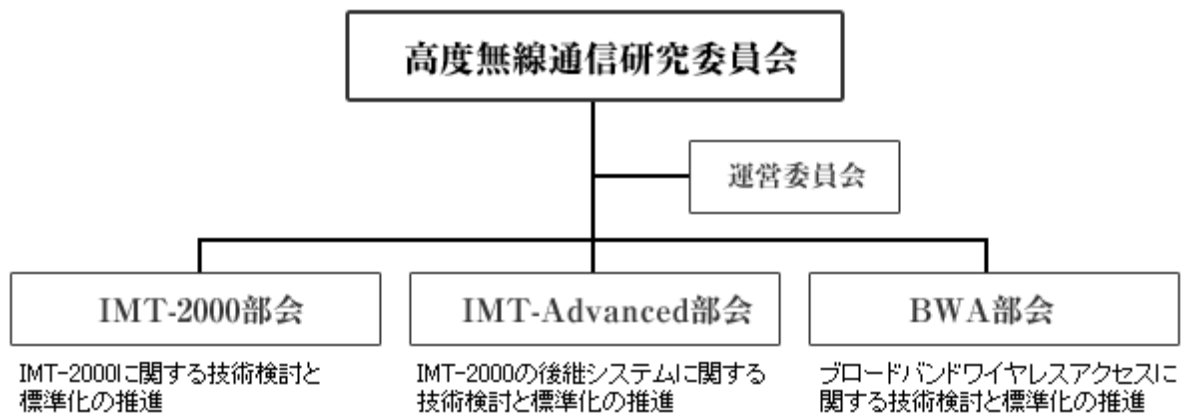 高度無線通信研究委員会
運営委員会
IMT-2000部会
IMT-2000に関する技術検討と
標準化の推進
IMT-Advanced部会
IMT-2000の後継システムに関する
技術検討と標準化の推進
BWA部会
ブロードバンドワイヤレスアクセスに
関する技術検討と標準化の推進